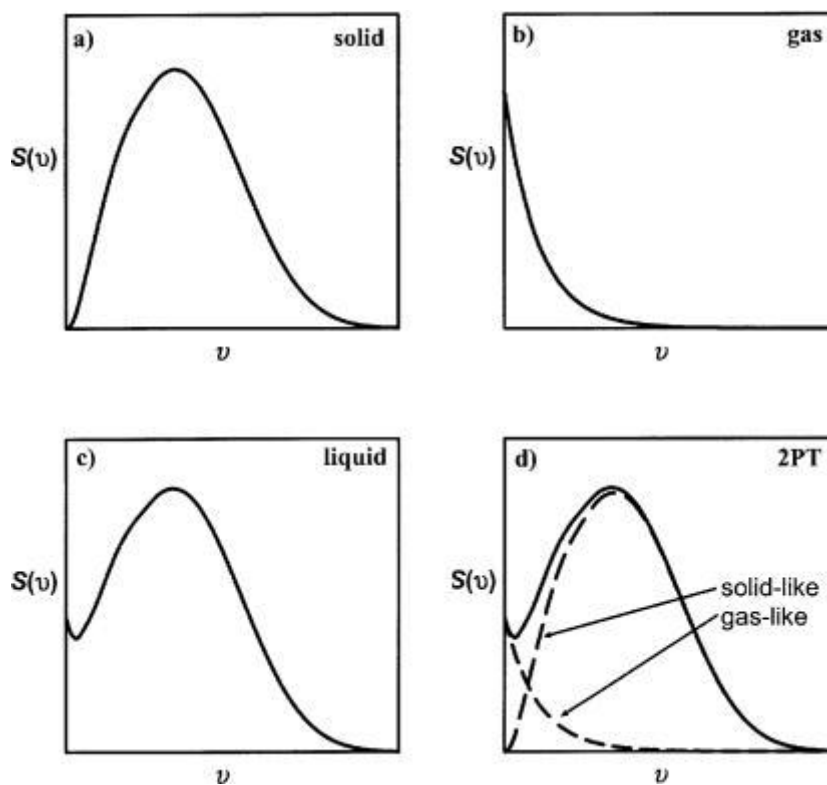 a) solid
S(υ)
υ
b) gas
S(υ)
υ
c) liquid
S(υ)
υ
d) 2PT
S(υ)
solid-like
gas-like
υ